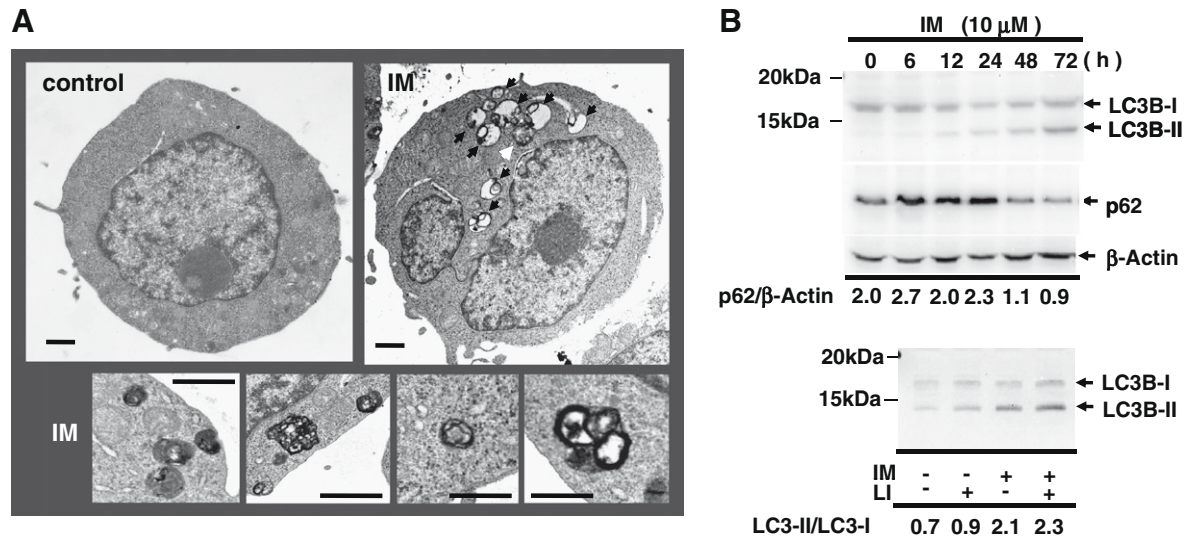 A
control
IM
IM
B
IM (10 μM )
0 6 12 24 48 72 ( h )
20kDa
LC3B-I
15kDa
LC3B-II
p62
β-Actin
p62/β-Actin 2.0 2.7 2.0 2.3 1.1 0.9
20kDa
LC3B-I
15kDa
LC3B-II
IM - - + +
LI - + - +
LC3-II/LC3-I 0.7 0.9 2.1 2.3